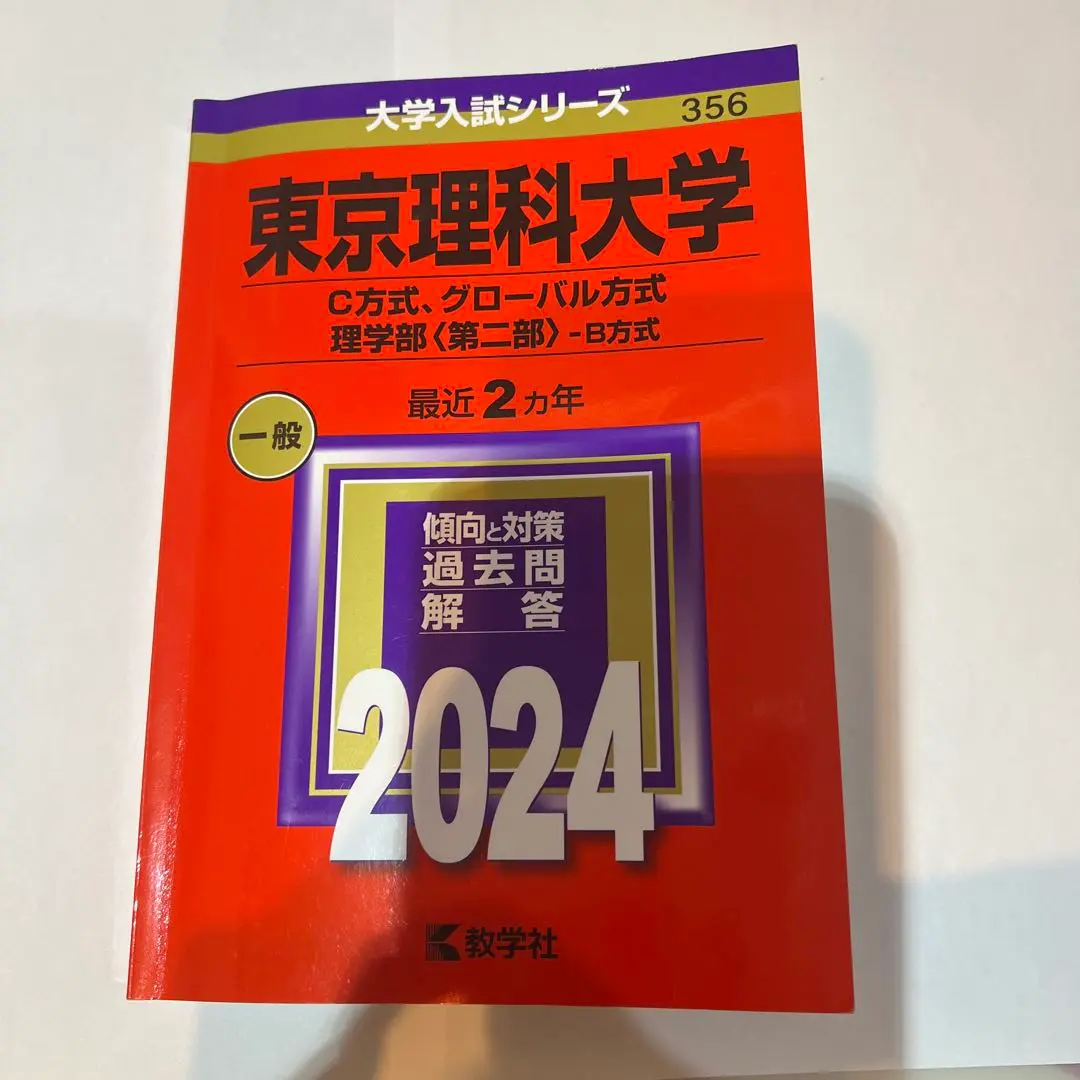 大学入試シリーズ 356
東京理科大学
C方式、グローバル方式
理学部〈第二部〉-B方式
最近2カ年
一般
傾向と対策
過去問
解答
2024
K教学社